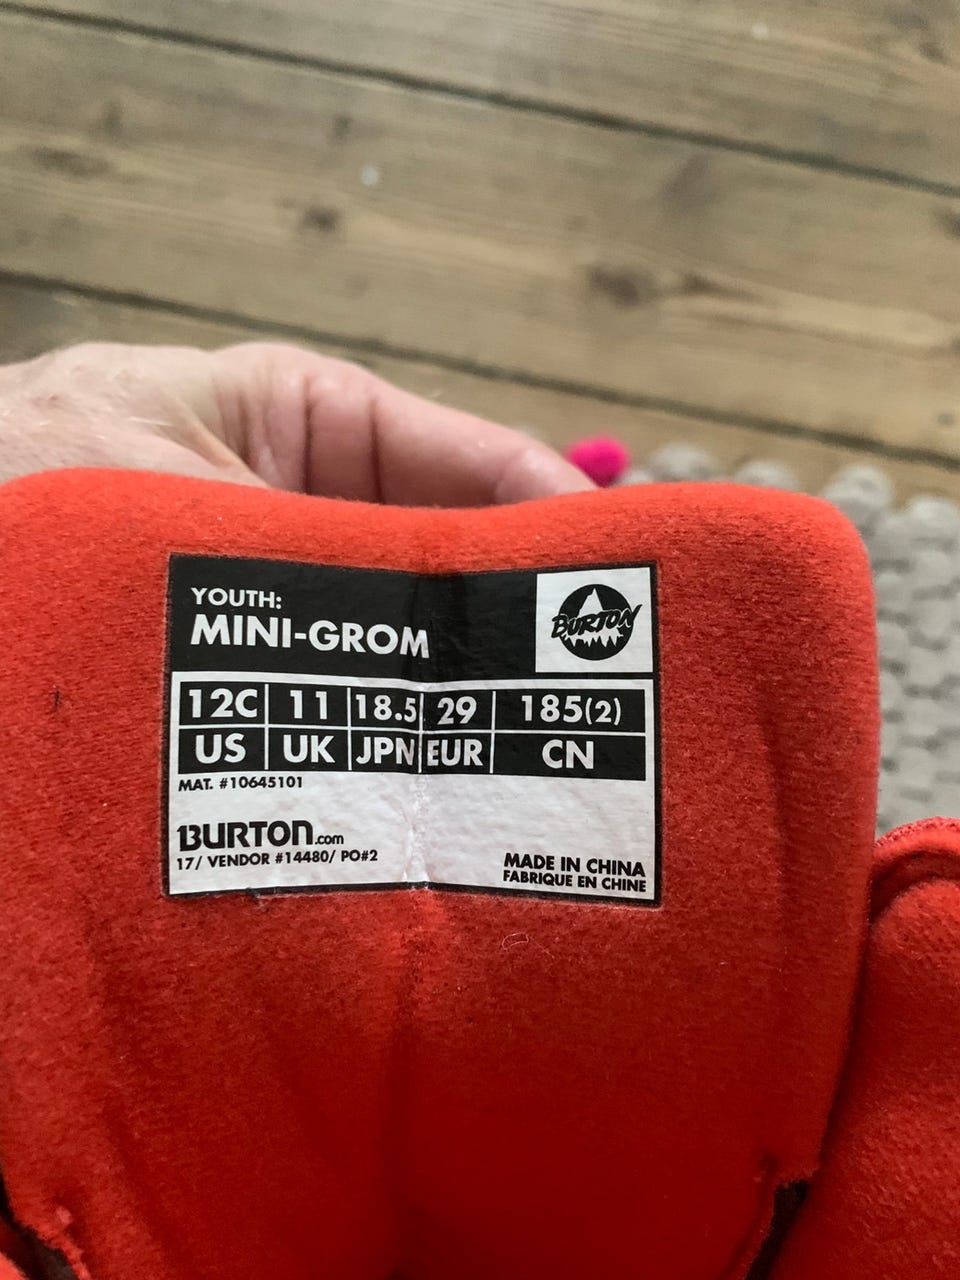 YOUTH:
MINI-GROM
BURTON
12C 11 18.5 29 185(2)
US UK JPN EUR CN
MAT. #10645101
BURTON.com
17/ VENDOR #14480/ PO#2
MADE IN CHINA
FABRIQUE EN CHINE